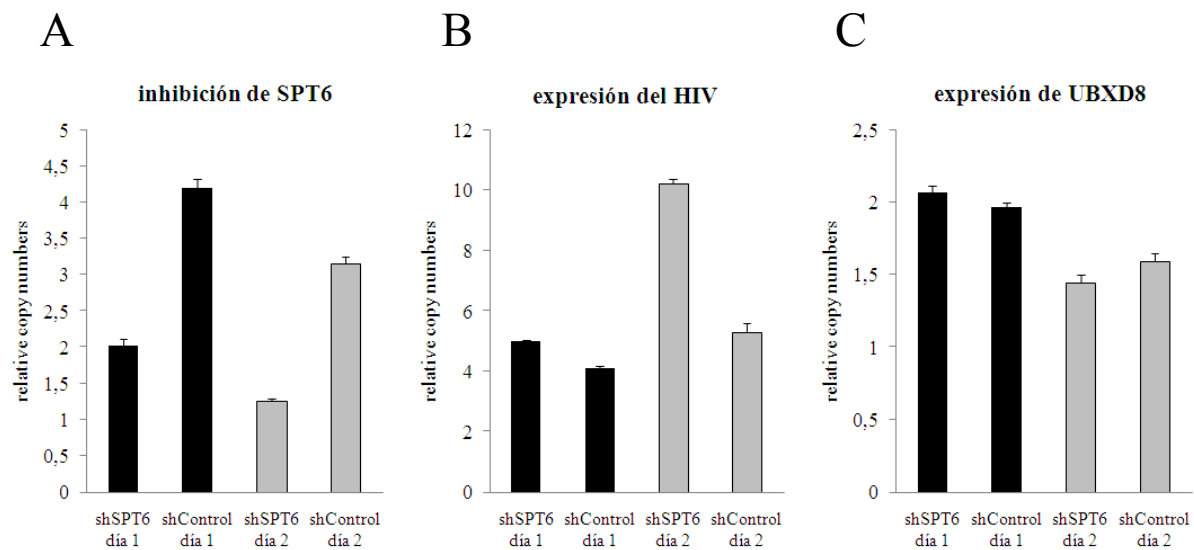 A
inhibición de SPT6
relative copy numbers
5
4,5
4
3,5
3
2,5
2
1,5
1
0,5
0
shSPT6 shControl shSPT6 shControl
día 1 día 1 día 2 día 2
B
expresión del HIV
relative copy numbers
12
10
8
6
4
2
0
shSPT6 shControl shSPT6 shControl
día 1 día 1 día 2 día 2
C
expresión de UBXD8
relative copy numbers
2,5
2
1,5
1
0,5
0
shSPT6 shControl shSPT6 shControl
día 1 día 1 día 2 día 2